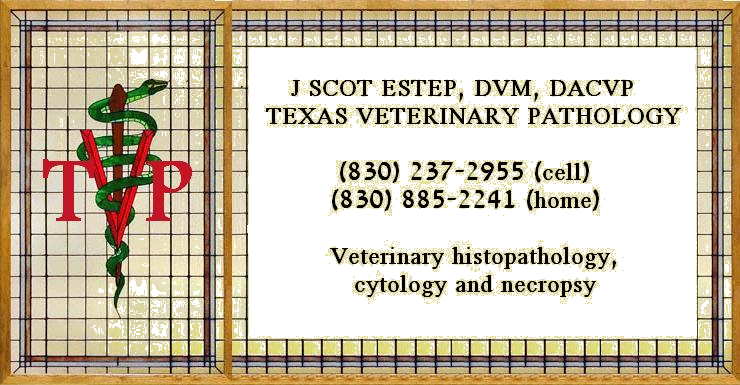 TVP
J SCOT ESTEP, DVM, DACVP
TEXAS VETERINARY PATHOLOGY
(830) 237-2955 (cell)
(830) 885-2241 (home)
Veterinary histopathology,
cytology and necropsy